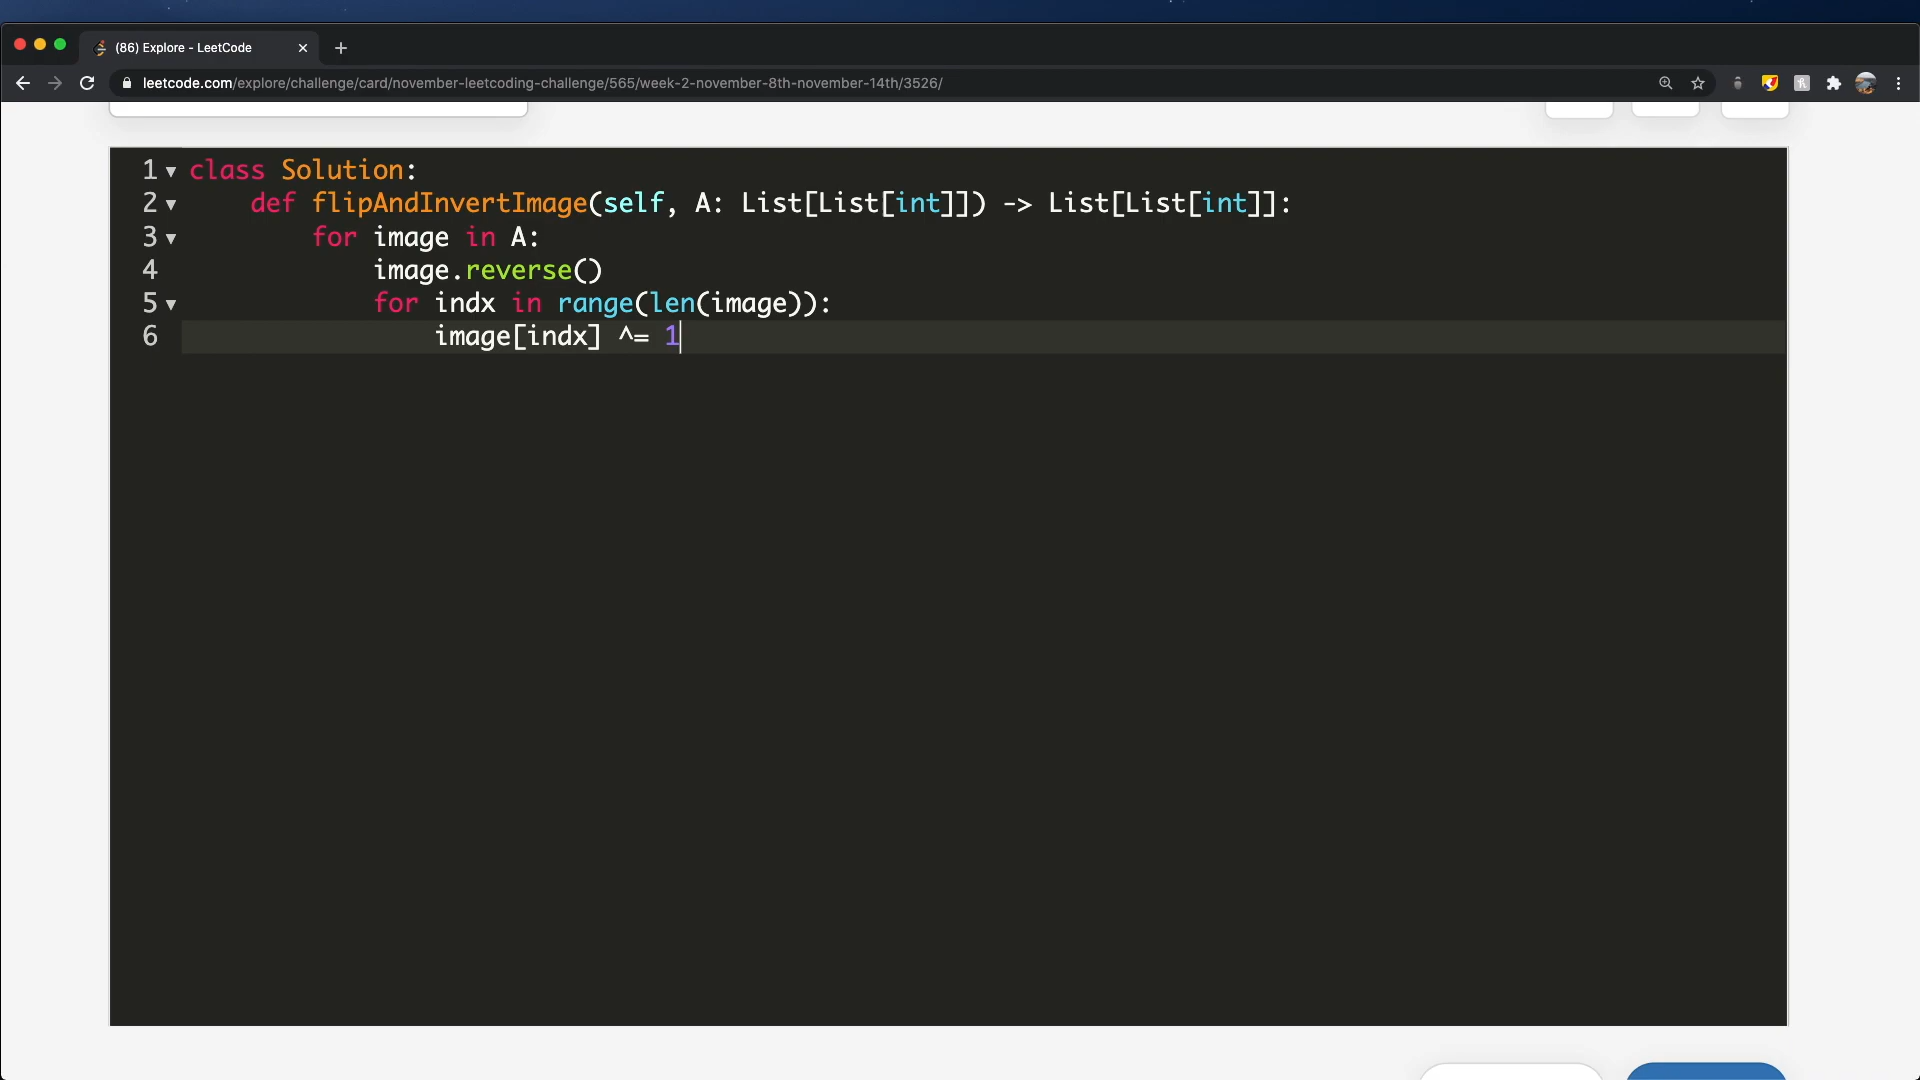 (86) Explore - LeetCode
leetcode.com/explore/challenge/card/november-leetcoding-challenge/565/week-2-november-8th-november-14th/3526/
1 class Solution:
2     def flipAndInvertImage(self, A: List[List[int]]) -> List[List[int]]:
3         for image in A:
4             image.reverse()
5             for indx in range(len(image)):
6                 image[indx] ^= 1